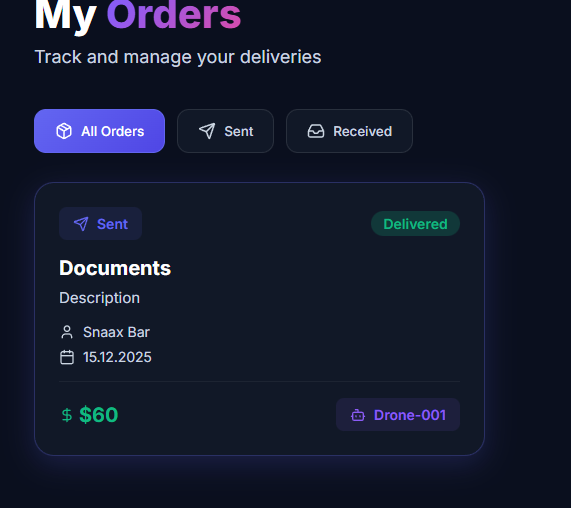 My Orders
Track and manage your deliveries
All Orders
Sent
Received
Sent
Delivered
Documents
Description
Snaax Bar
15.12.2025
$ $60
Drone-001